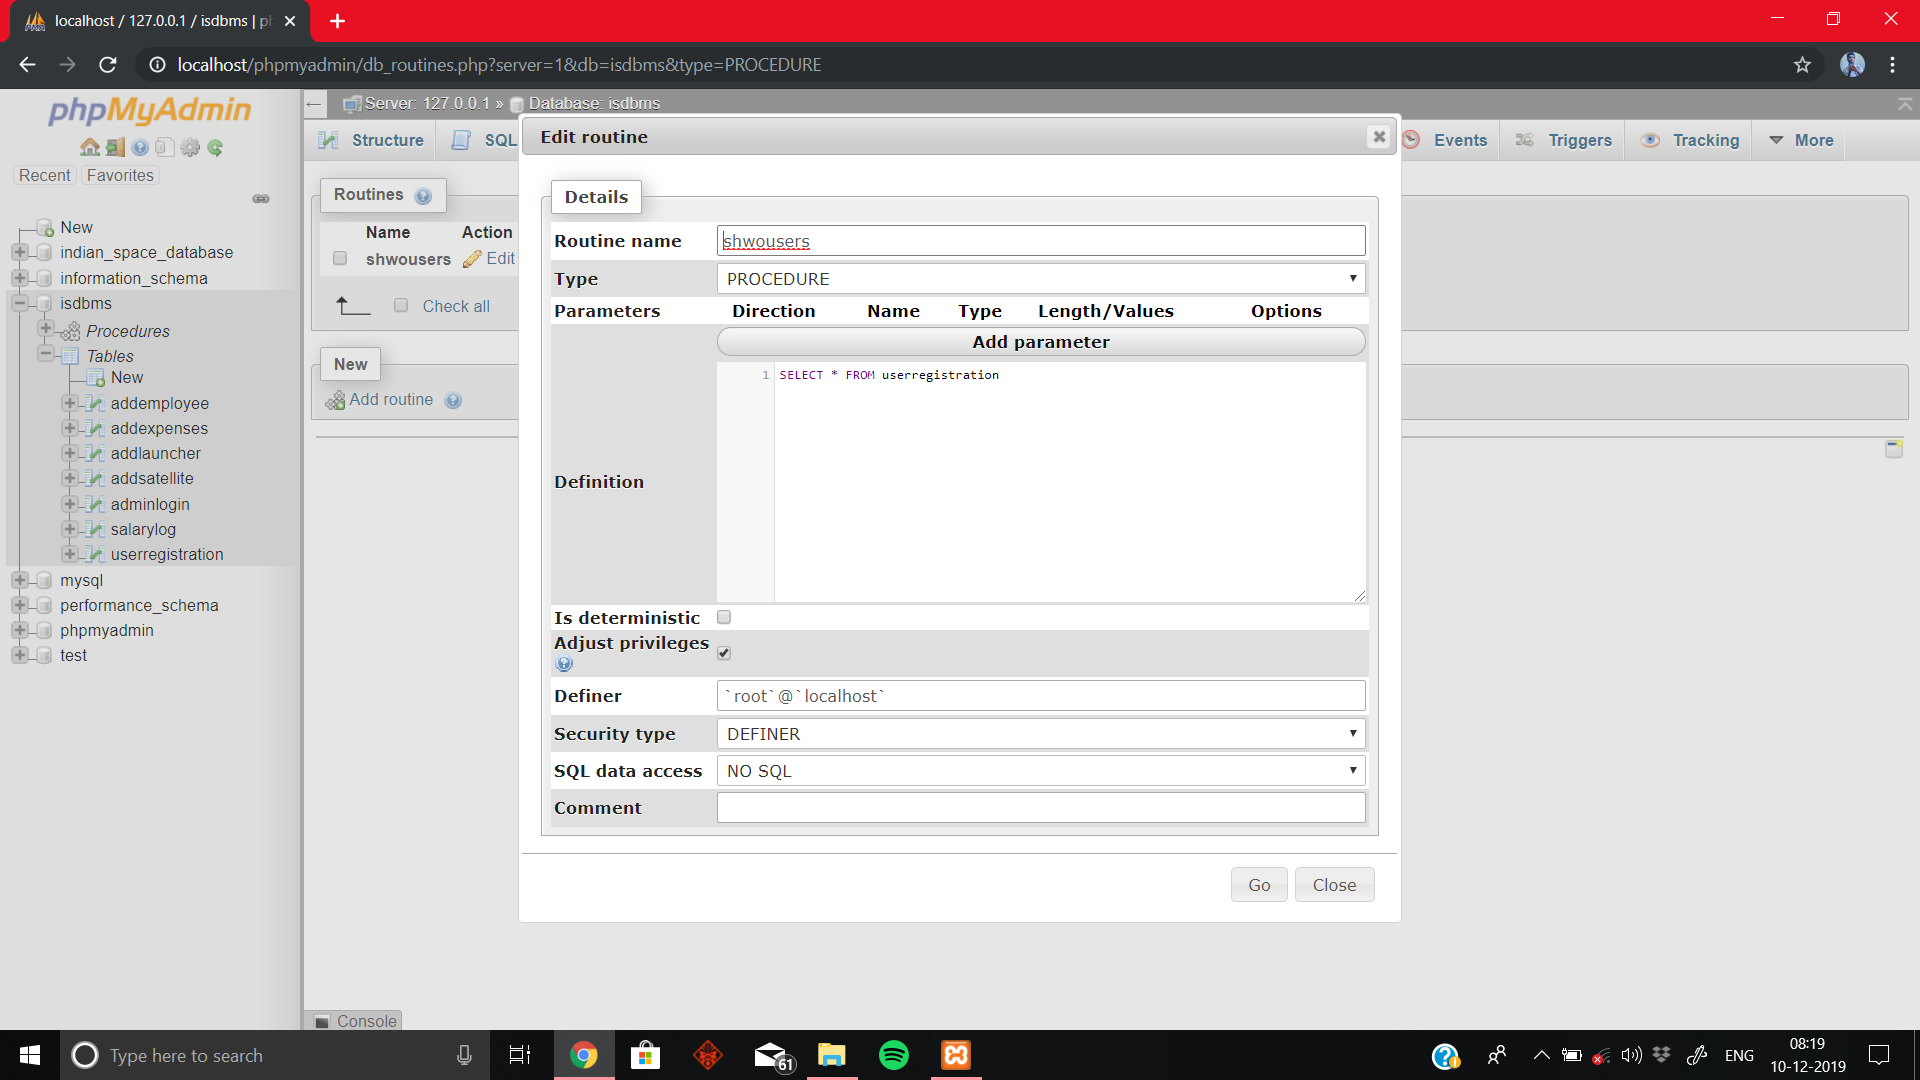 localhost / 127.0.0.1 / isdbms | ph
localhost/phpmyadmin/db_routines.php?server=1&db=isdbms&type=PROCEDURE
phpMyAdmin
Recent
Favorites
New
indian_space_database
information_schema
isdbms
Procedures
Tables
New
addemployee
addexpenses
addlauncher
addsatellite
adminlogin
salarylog
userregistration
mysql
performance_schema
phpmyadmin
test
Server: 127.0.0.1 » Database: isdbms
Structure
SQL
Events
Triggers
Tracking
More
Routines
Name Action
shwousers Edit
Check all
New
Add routine
Edit routine
Details
Routine name shwousers
Type PROCEDURE
Parameters Direction Name Type Length/Values Options
Add parameter
Definition
1 SELECT * FROM userregistration
Is deterministic
Adjust privileges
Definer `root`@`localhost`
Security type DEFINER
SQL data access NO SQL
Comment
Go
Close
Console
Type here to search
61
ENG
08:19
10-12-2019